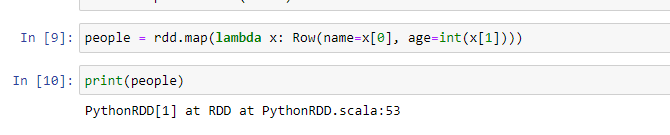 In [9]: people = rdd.map(lambda x: Row(name=x[0], age=int(x[1])))
In [10]: print(people)
PythonRDD[1] at RDD at PythonRDD.scala:53